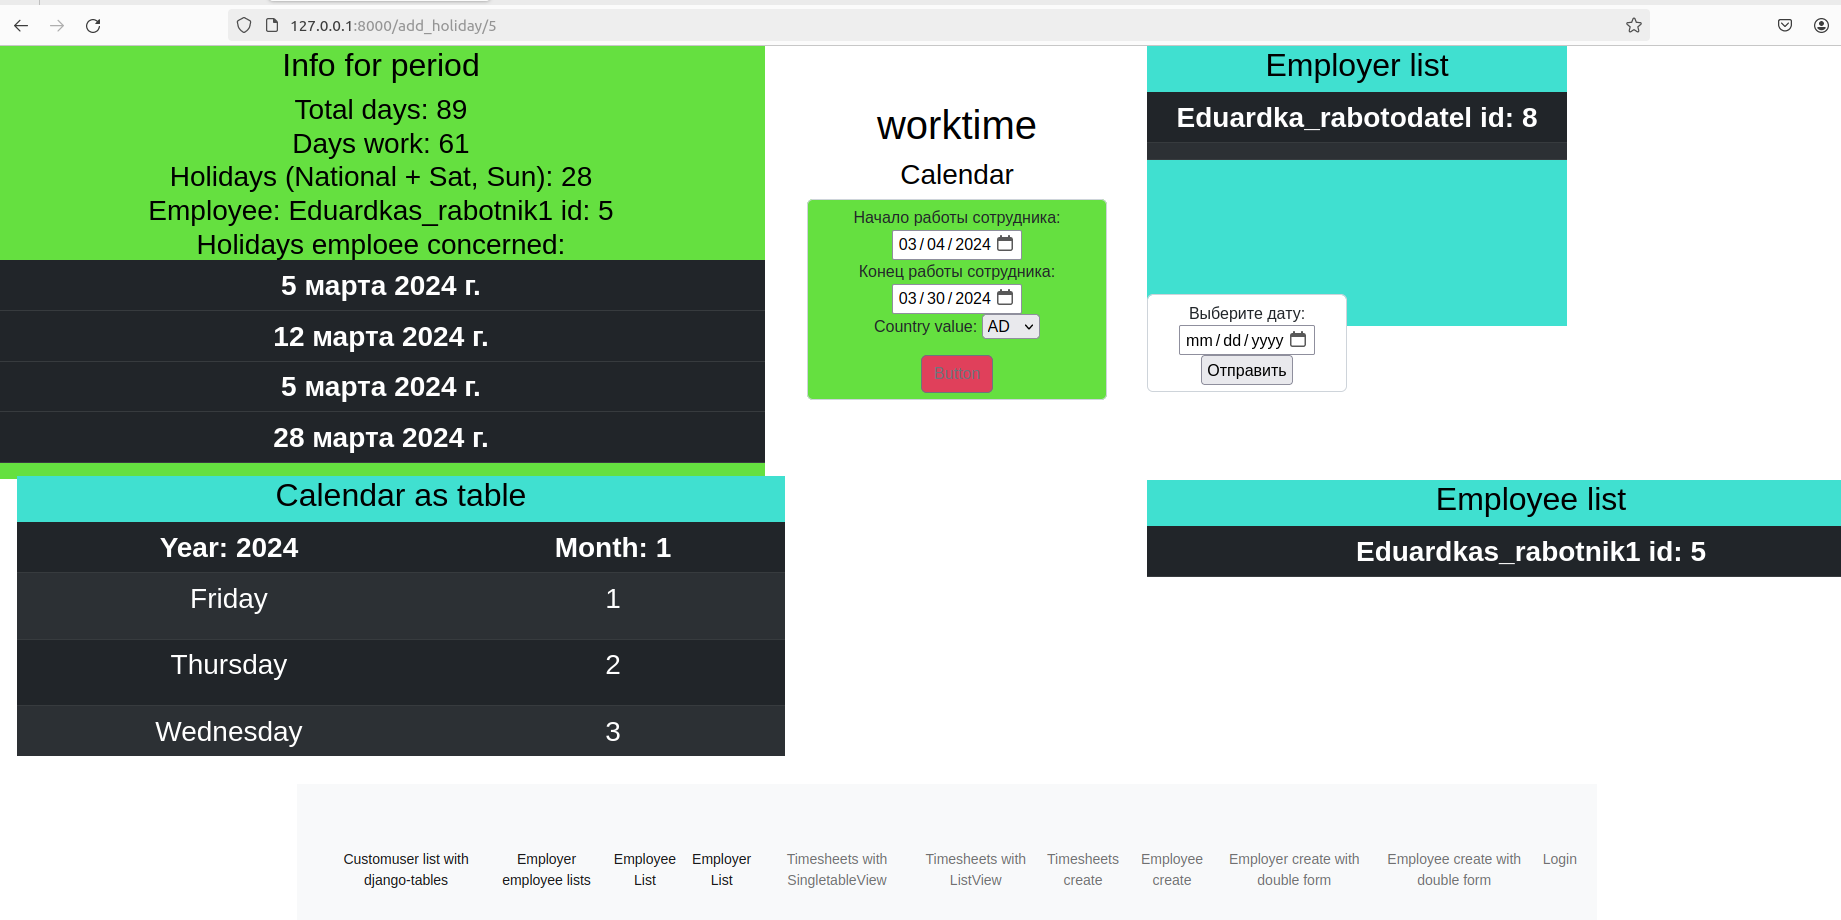 127.0.0.1:8000/add_holiday/5
Info for period
Total days: 89
Days work: 61
Holidays (National + Sat, Sun): 28
Employee: Eduardkas_rabotnik1 id: 5
Holidays emploee concerned:
5 марта 2024 г.
12 марта 2024 г.
5 марта 2024 г.
28 марта 2024 г.
worktime
Calendar
Начало работы сотрудника:
03/04/2024
Конец работы сотрудника:
03/30/2024
Country value: AD
Button
Employer list
Eduardka_rabotodatel id: 8
Выберите дату:
mm/dd/yyyy
Отправить
Calendar as table
Year: 2024 Month: 1
Friday 1
Thursday 2
Wednesday 3
Employee list
Eduardkas_rabotnik1 id: 5
Customuser list with
django-tables
Employer
employee lists
Employee
List
Employer
List
Timesheets with
SingletableView
Timesheets with
ListView
Timesheets
create
Employee
create
Employer create with
double form
Employee create with
double form
Login